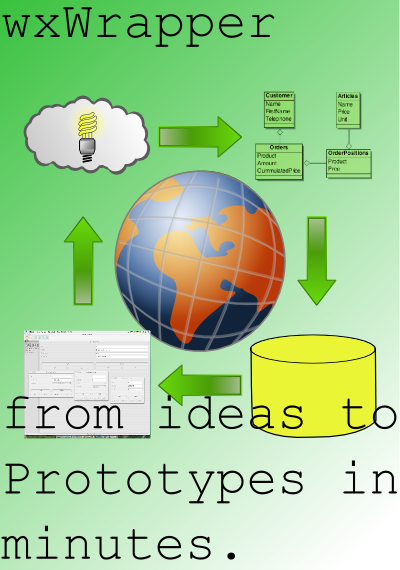 wxWrapper
Customer
Name
FirstName
Telephone
Articles
Name
Price
Unit
Orders
Product
Amount
CummulatedPrice
OrderPositions
Product
Price
from ideas to
Prototypes in
minutes.